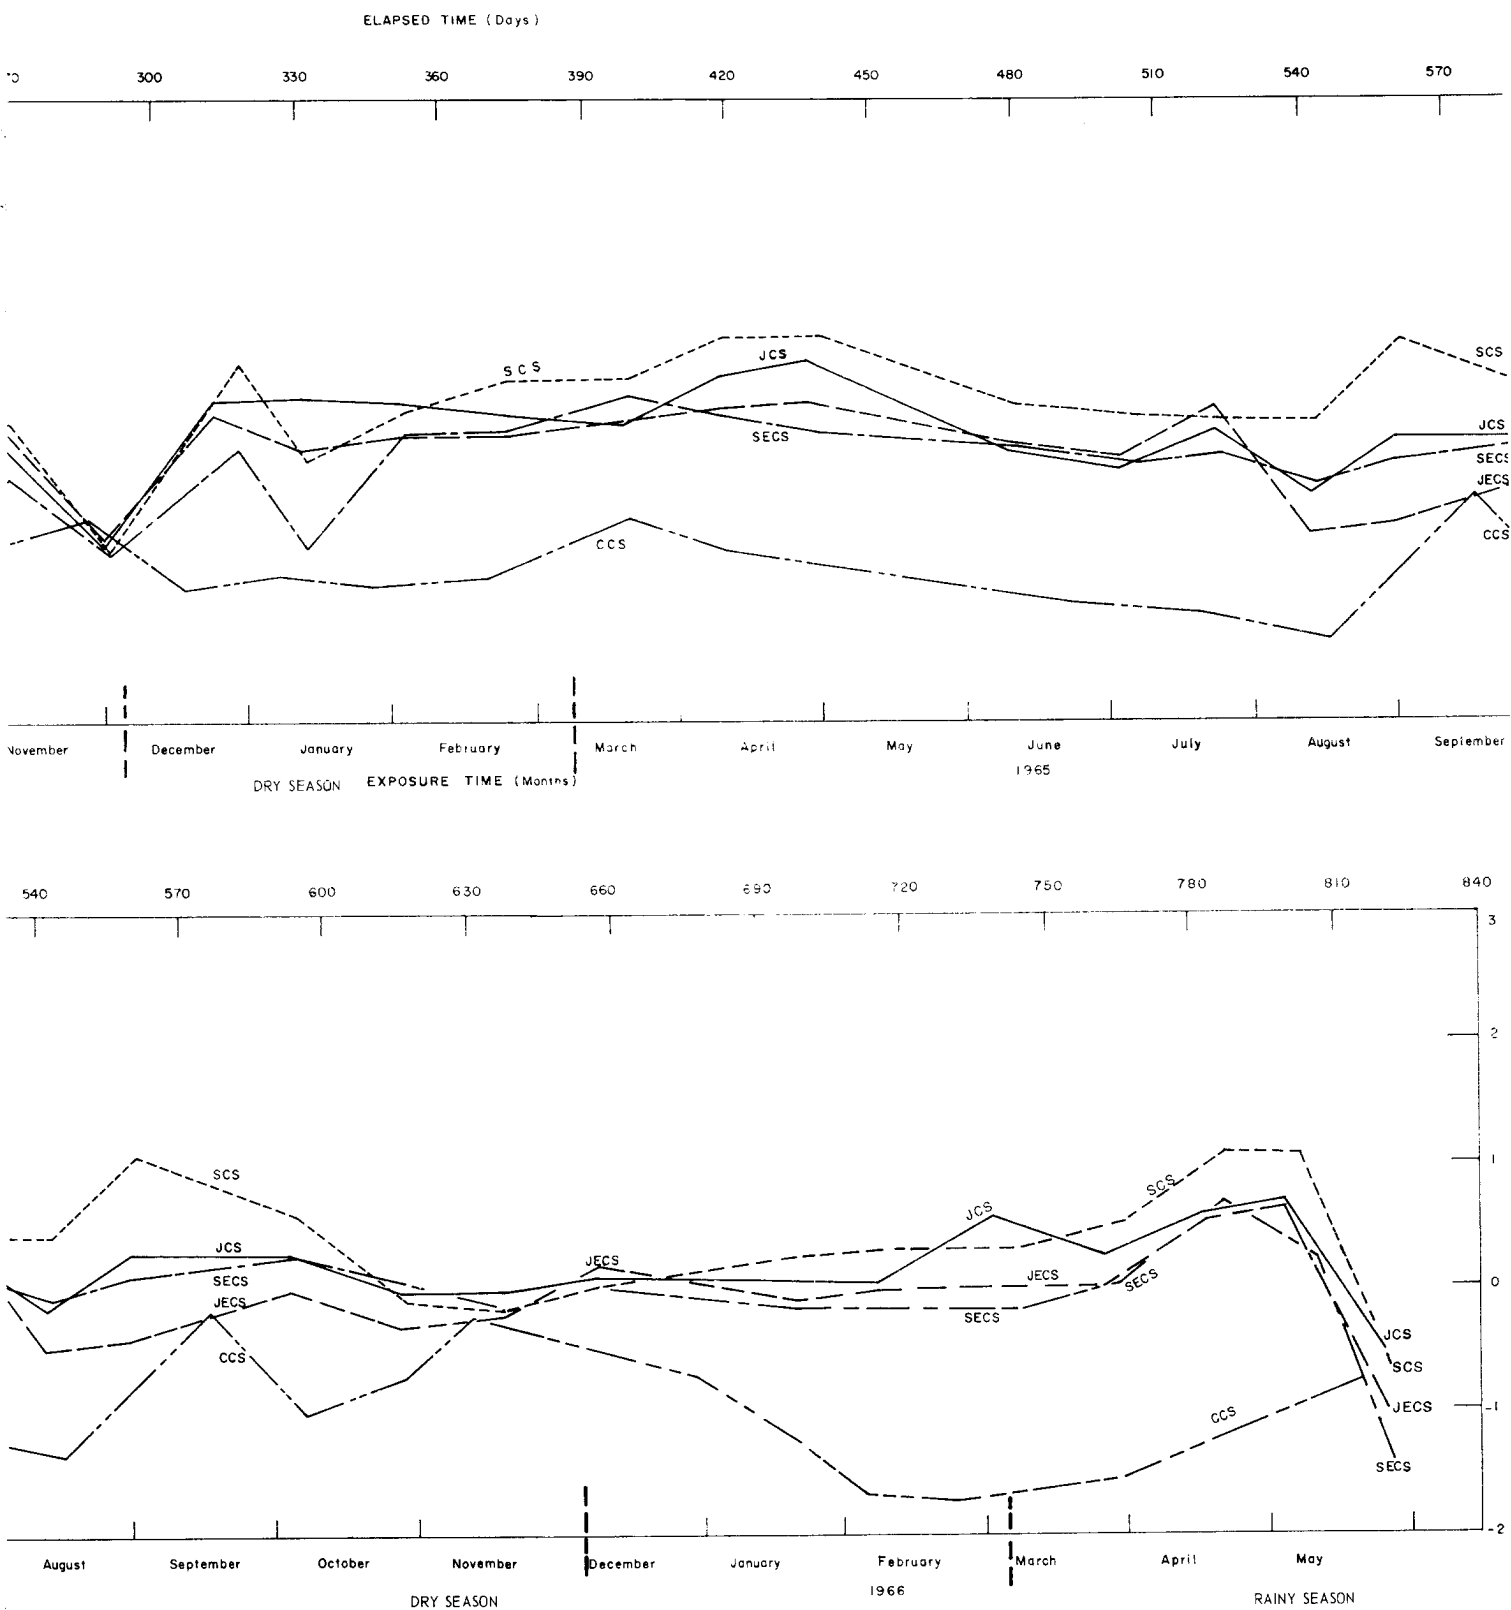 ELAPSED TIME (Days)
300 330 360 390 420 450 480 510 540 570
SCS
JCS
SCS
SECS
JCS
SECS
JECS
CCS
CCS
November December January February March April May June July August September
1965
DRY SEASON EXPOSURE TIME (Months)
540 570 600 630 660 690 720 750 780 810 840
3
2
1
0
-1
-2
SCS
SCS
JCS
JCS
JECS
SECS
JECS
SECS
JECS
SECS
CCS
CCS
JCS
SCS
JECS
SECS
August September October November December January February March April May
1966
DRY SEASON RAINY SEASON